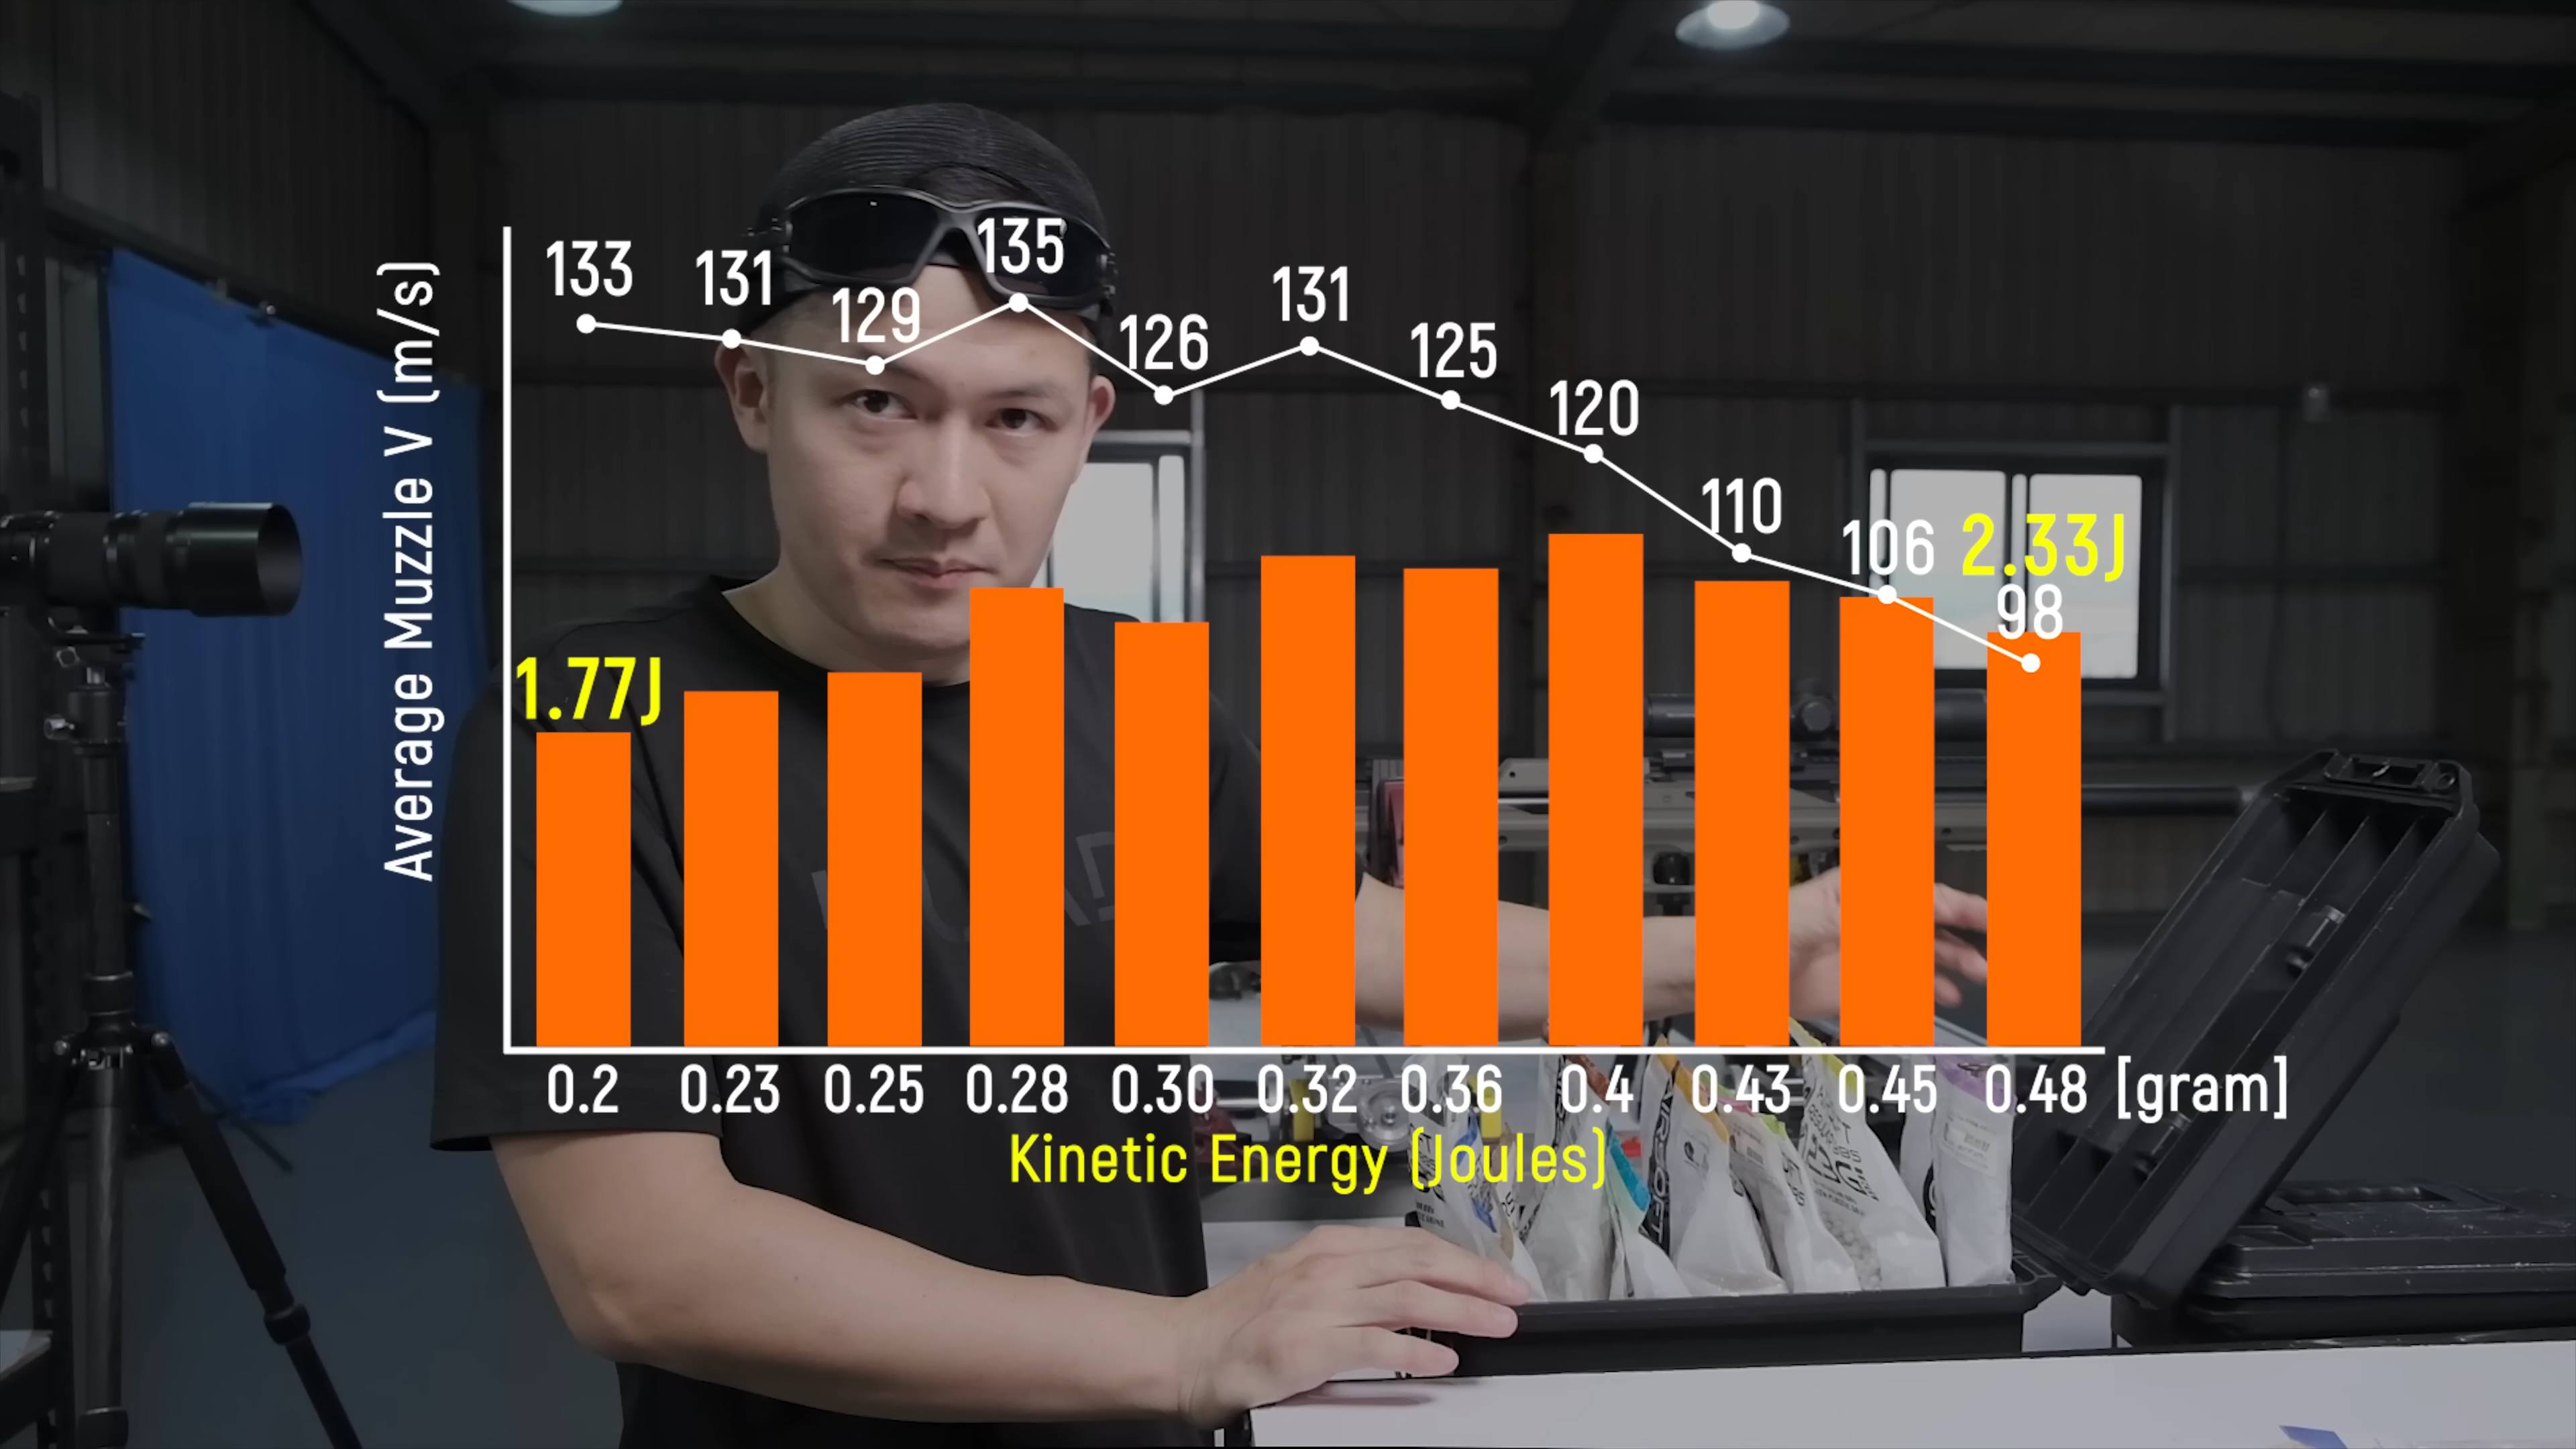 Average Muzzle V (m/s)
133
131
129
135
126
131
125
120
110
106
98
1.77J
2.33J
0.2 0.23 0.25 0.28 0.30 0.32 0.36 0.4 0.43 0.45 0.48 [gram]
Kinetic Energy (Joules)